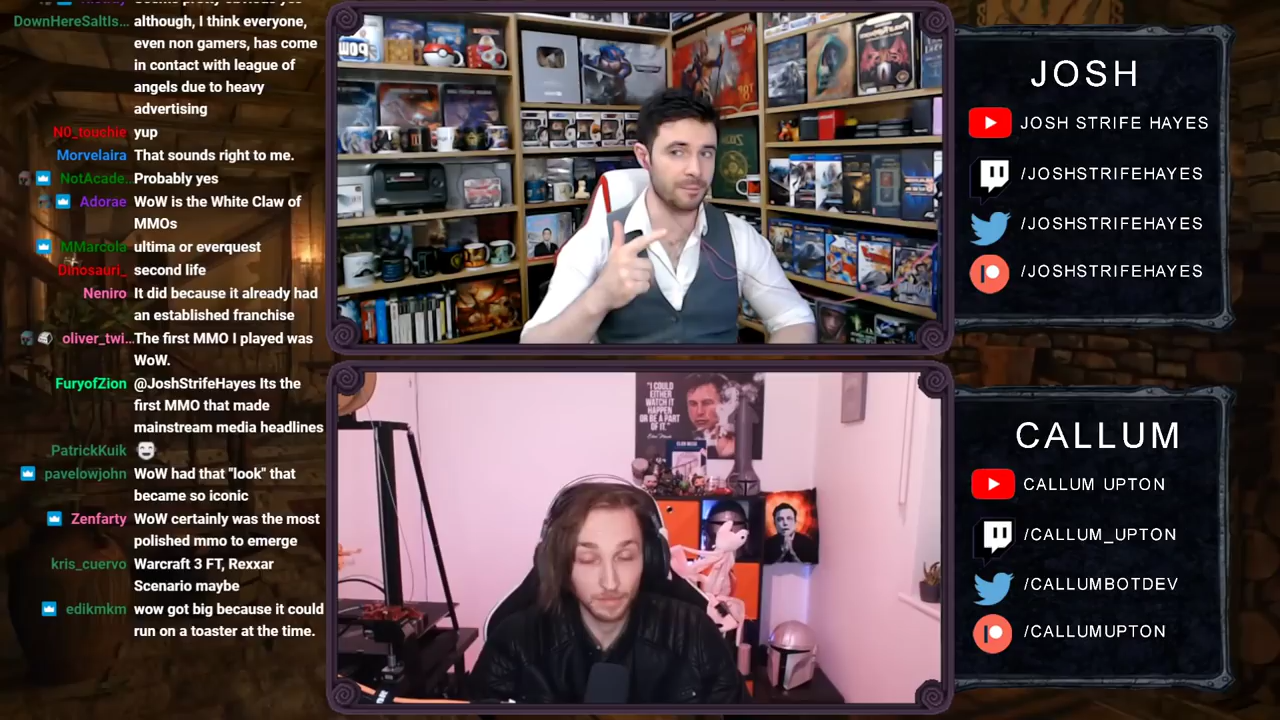 DownHereSaltIs...
although, I think everyone,
even non gamers, has come
in contact with league of
angels due to heavy
advertising
N0_touchie yup
Morvelaira That sounds right to me.
NotAcade Probably yes
Adorae WoW is the White Claw of
MMOs
MMarcola ultima or everquest
Dinosauri_ second life
Neniro It did because it already had
an established franchise
oliver_twi... The first MMO I played was
WoW.
FuryofZion @JoshStrifeHayes Its the
first MMO that made
mainstream media headlines
_PatrickKuik
pavelowjohn WoW had that "look" that
became so iconic
Zenfarty WoW certainly was the most
polished mmo to emerge
kris_cuervo Warcraft 3 FT, Rexxar
Scenario maybe
edikmkm wow got big because it could
run on a toaster at the time.
JOSH
JOSH STRIFE HAYES
/JOSHSTRIFEHAYES
/JOSHSTRIFEHAYES
/JOSHSTRIFEHAYES
"I COULD
EITHER
WATCH IT
HAPPEN
OR BE A PART
OF IT."
CALLUM
CALLUM UPTON
/CALLUM_UPTON
/CALLUMBOTDEV
/CALLUMUPTON